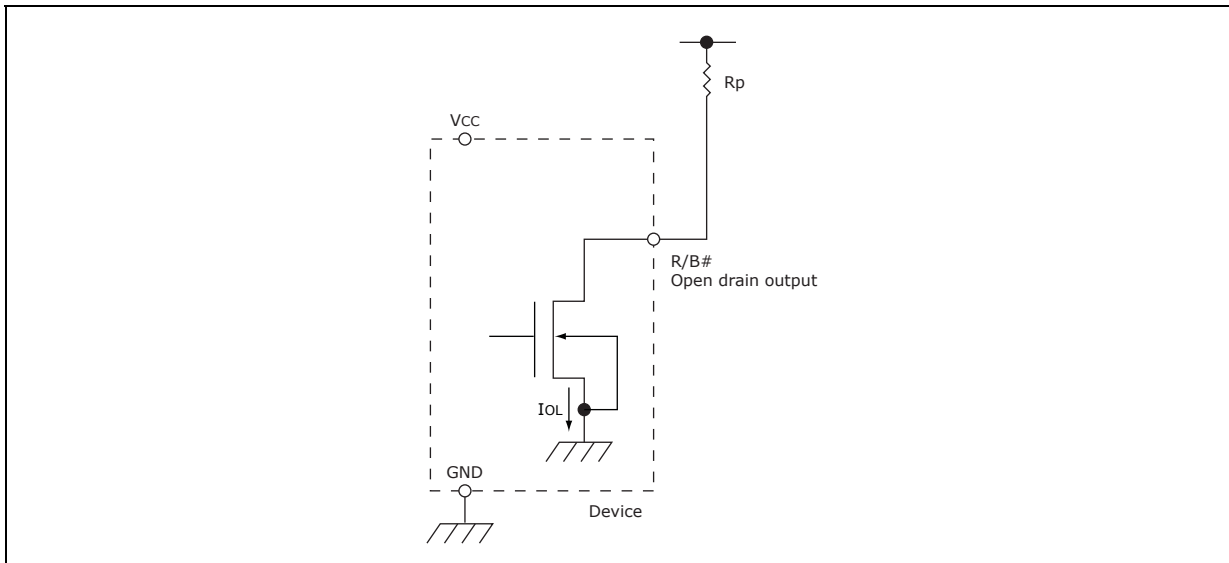 Rp
VCC
R/B#
Open drain output
IOL
GND
Device